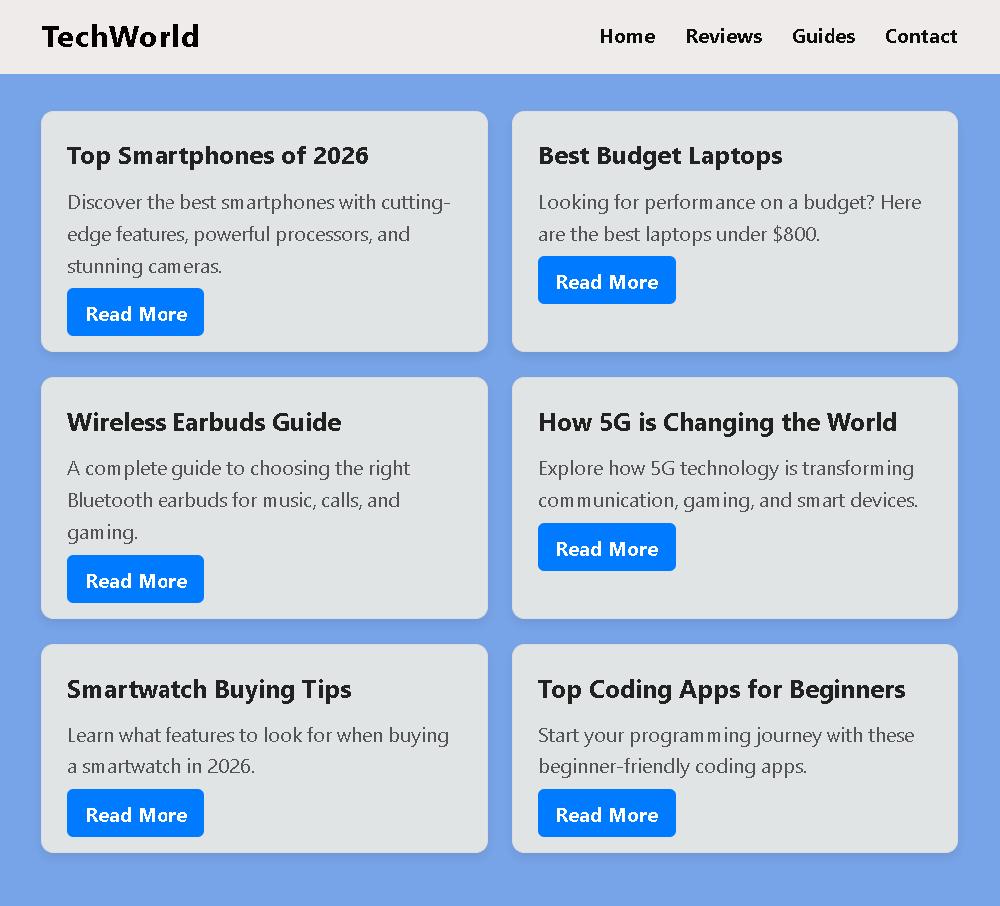 TechWorld
Home Reviews Guides Contact
Top Smartphones of 2026
Discover the best smartphones with cutting-
edge features, powerful processors, and
stunning cameras.
Read More
Best Budget Laptops
Looking for performance on a budget? Here
are the best laptops under $800.
Read More
Wireless Earbuds Guide
A complete guide to choosing the right
Bluetooth earbuds for music, calls, and
gaming.
Read More
How 5G is Changing the World
Explore how 5G technology is transforming
communication, gaming, and smart devices.
Read More
Smartwatch Buying Tips
Learn what features to look for when buying
a smartwatch in 2026.
Read More
Top Coding Apps for Beginners
Start your programming journey with these
beginner-friendly coding apps.
Read More